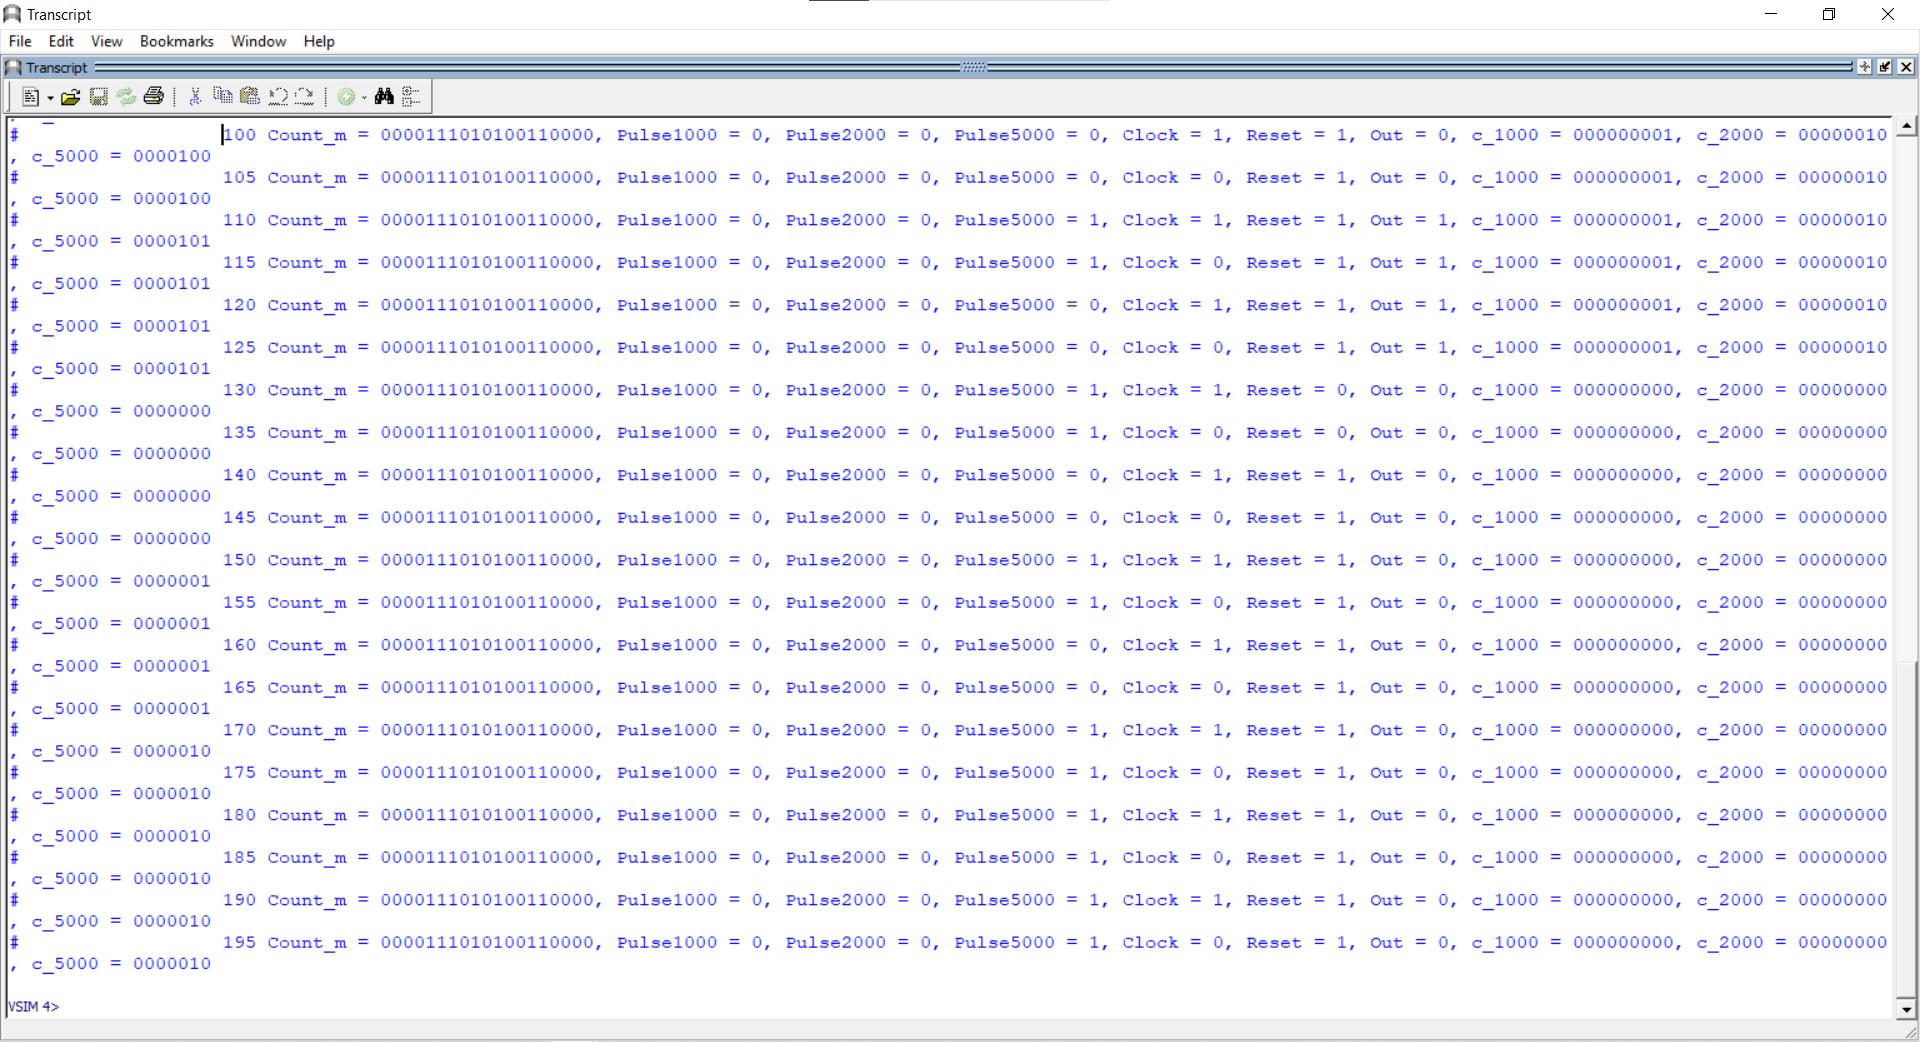 Transcript
File Edit View Bookmarks Window Help
Transcript
# 100 Count_m = 0000111010100110000, Pulse1000 = 0, Pulse2000 = 0, Pulse5000 = 0, Clock = 1, Reset = 1, Out = 0, c_1000 = 000000001, c_2000 = 00000010
, c_5000 = 0000100
# 105 Count_m = 0000111010100110000, Pulse1000 = 0, Pulse2000 = 0, Pulse5000 = 0, Clock = 0, Reset = 1, Out = 0, c_1000 = 000000001, c_2000 = 00000010
, c_5000 = 0000100
# 110 Count_m = 0000111010100110000, Pulse1000 = 0, Pulse2000 = 0, Pulse5000 = 1, Clock = 1, Reset = 1, Out = 1, c_1000 = 000000001, c_2000 = 00000010
, c_5000 = 0000101
# 115 Count_m = 0000111010100110000, Pulse1000 = 0, Pulse2000 = 0, Pulse5000 = 1, Clock = 0, Reset = 1, Out = 1, c_1000 = 000000001, c_2000 = 00000010
, c_5000 = 0000101
# 120 Count_m = 0000111010100110000, Pulse1000 = 0, Pulse2000 = 0, Pulse5000 = 0, Clock = 1, Reset = 1, Out = 1, c_1000 = 000000001, c_2000 = 00000010
, c_5000 = 0000101
# 125 Count_m = 0000111010100110000, Pulse1000 = 0, Pulse2000 = 0, Pulse5000 = 0, Clock = 0, Reset = 1, Out = 1, c_1000 = 000000001, c_2000 = 00000010
, c_5000 = 0000101
# 130 Count_m = 0000111010100110000, Pulse1000 = 0, Pulse2000 = 0, Pulse5000 = 1, Clock = 1, Reset = 0, Out = 0, c_1000 = 000000000, c_2000 = 00000000
, c_5000 = 0000000
# 135 Count_m = 0000111010100110000, Pulse1000 = 0, Pulse2000 = 0, Pulse5000 = 1, Clock = 0, Reset = 0, Out = 0, c_1000 = 000000000, c_2000 = 00000000
, c_5000 = 0000000
# 140 Count_m = 0000111010100110000, Pulse1000 = 0, Pulse2000 = 0, Pulse5000 = 0, Clock = 1, Reset = 1, Out = 0, c_1000 = 000000000, c_2000 = 00000000
, c_5000 = 0000000
# 145 Count_m = 0000111010100110000, Pulse1000 = 0, Pulse2000 = 0, Pulse5000 = 0, Clock = 0, Reset = 1, Out = 0, c_1000 = 000000000, c_2000 = 00000000
, c_5000 = 0000000
# 150 Count_m = 0000111010100110000, Pulse1000 = 0, Pulse2000 = 0, Pulse5000 = 1, Clock = 1, Reset = 1, Out = 0, c_1000 = 000000000, c_2000 = 00000000
, c_5000 = 0000001
# 155 Count_m = 0000111010100110000, Pulse1000 = 0, Pulse2000 = 0, Pulse5000 = 1, Clock = 0, Reset = 1, Out = 0, c_1000 = 000000000, c_2000 = 00000000
, c_5000 = 0000001
# 160 Count_m = 0000111010100110000, Pulse1000 = 0, Pulse2000 = 0, Pulse5000 = 0, Clock = 1, Reset = 1, Out = 0, c_1000 = 000000000, c_2000 = 00000000
, c_5000 = 0000001
# 165 Count_m = 0000111010100110000, Pulse1000 = 0, Pulse2000 = 0, Pulse5000 = 0, Clock = 0, Reset = 1, Out = 0, c_1000 = 000000000, c_2000 = 00000000
, c_5000 = 0000001
# 170 Count_m = 0000111010100110000, Pulse1000 = 0, Pulse2000 = 0, Pulse5000 = 1, Clock = 1, Reset = 1, Out = 0, c_1000 = 000000000, c_2000 = 00000000
, c_5000 = 0000010
# 175 Count_m = 0000111010100110000, Pulse1000 = 0, Pulse2000 = 0, Pulse5000 = 1, Clock = 0, Reset = 1, Out = 0, c_1000 = 000000000, c_2000 = 00000000
, c_5000 = 0000010
# 180 Count_m = 0000111010100110000, Pulse1000 = 0, Pulse2000 = 0, Pulse5000 = 1, Clock = 1, Reset = 1, Out = 0, c_1000 = 000000000, c_2000 = 00000000
, c_5000 = 0000010
# 185 Count_m = 0000111010100110000, Pulse1000 = 0, Pulse2000 = 0, Pulse5000 = 1, Clock = 0, Reset = 1, Out = 0, c_1000 = 000000000, c_2000 = 00000000
, c_5000 = 0000010
# 190 Count_m = 0000111010100110000, Pulse1000 = 0, Pulse2000 = 0, Pulse5000 = 1, Clock = 1, Reset = 1, Out = 0, c_1000 = 000000000, c_2000 = 00000000
, c_5000 = 0000010
# 195 Count_m = 0000111010100110000, Pulse1000 = 0, Pulse2000 = 0, Pulse5000 = 1, Clock = 0, Reset = 1, Out = 0, c_1000 = 000000000, c_2000 = 00000000
, c_5000 = 0000010
VSIM 4>